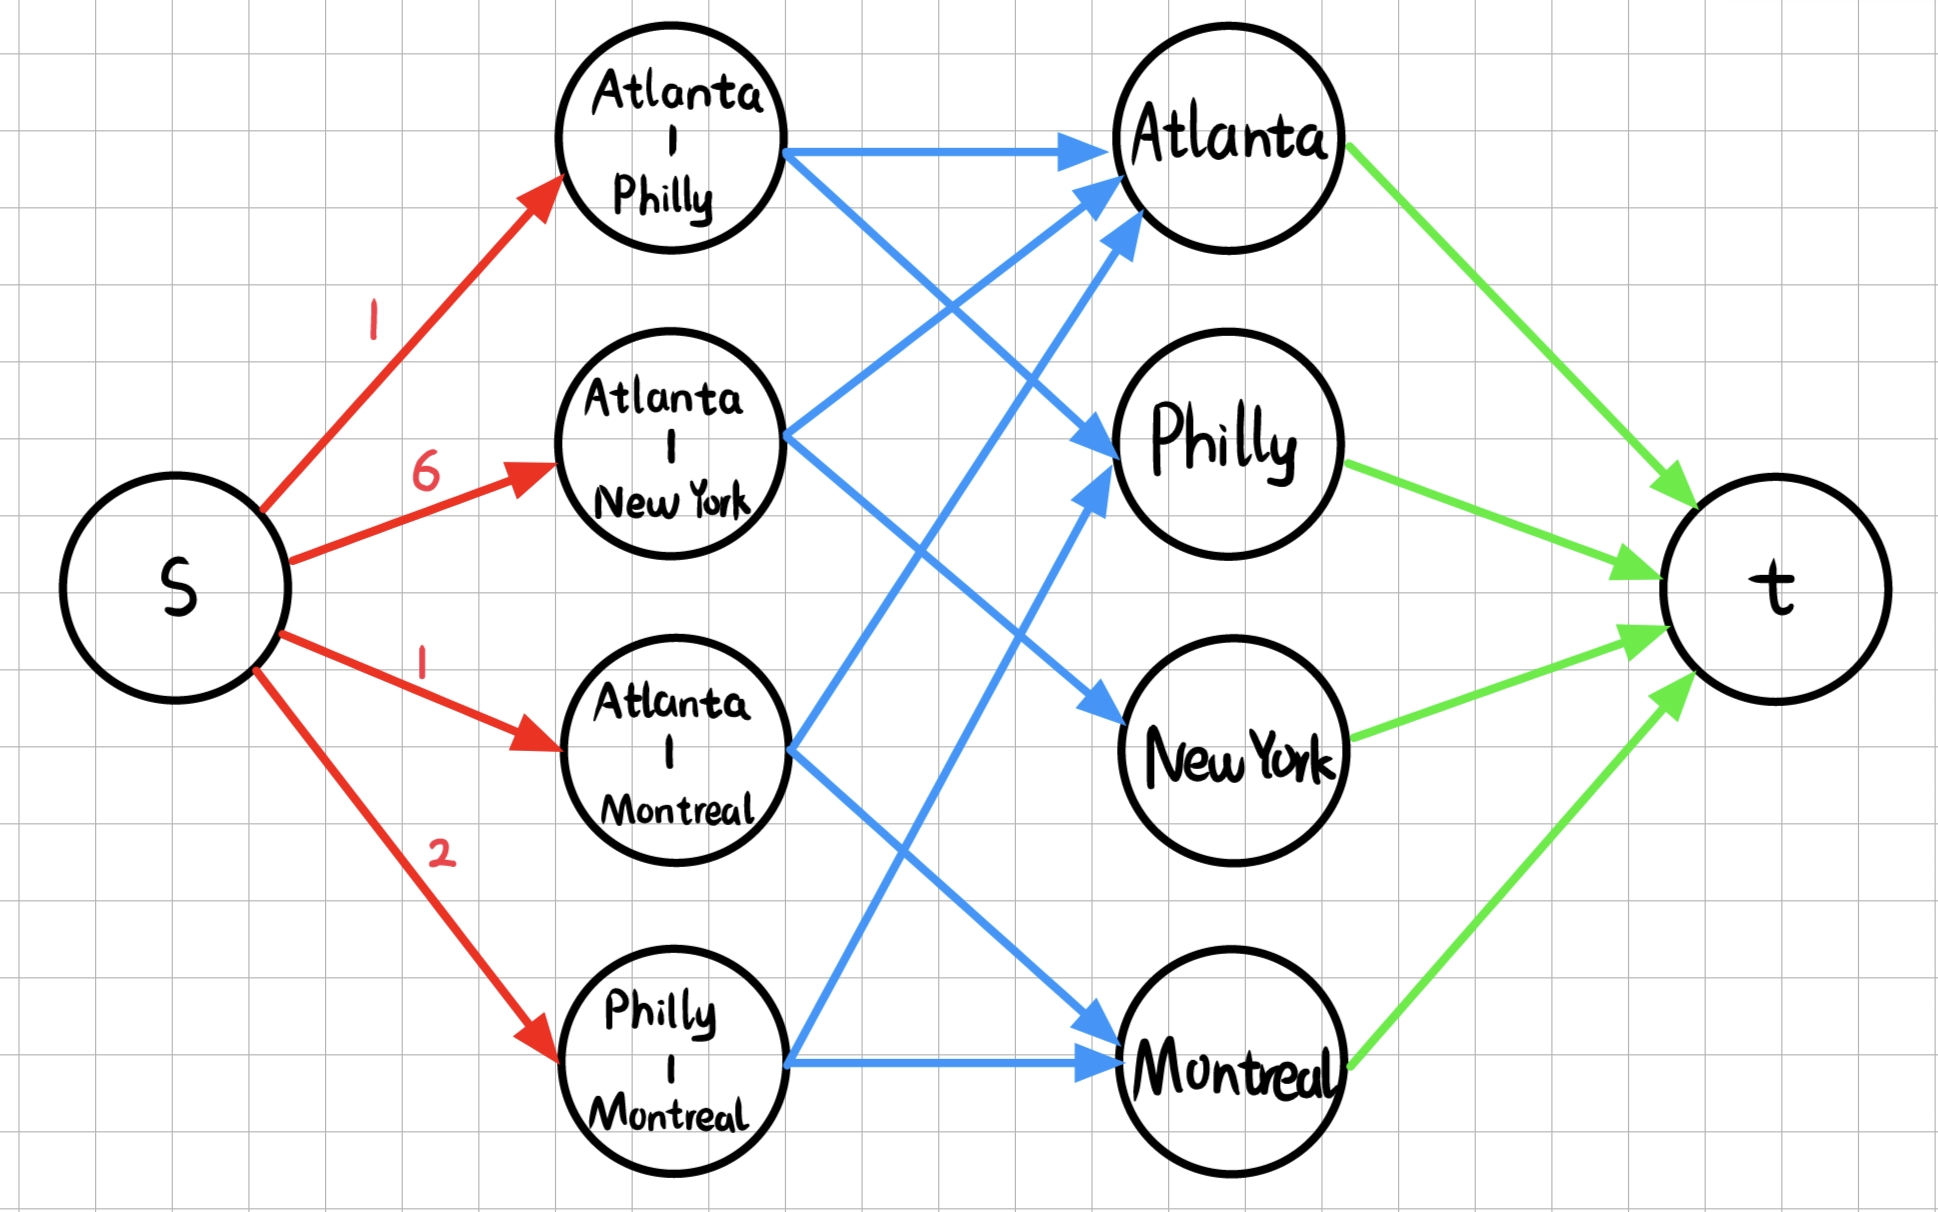 Atlanta
|
Philly
Atlanta
1
Atlanta
|
New York
Philly
6
S
t
1
Atlanta
|
Montreal
New York
2
Philly
|
Montreal
Montreal